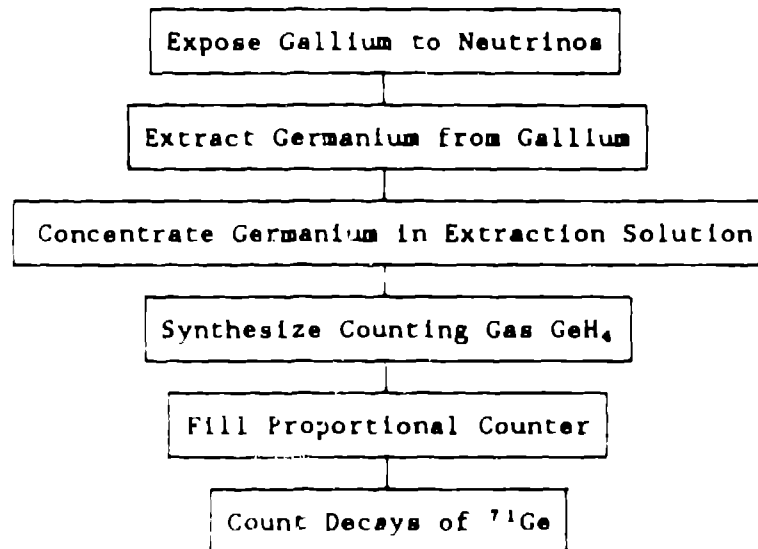 Expose Gallium to Neutrinos
Extract Germanium from Gallium
Concentrate Germanium in Extraction Solution
Synthesize Counting Gas GeH₄
Fill Proportional Counter
Count Decays of ⁷¹Ge